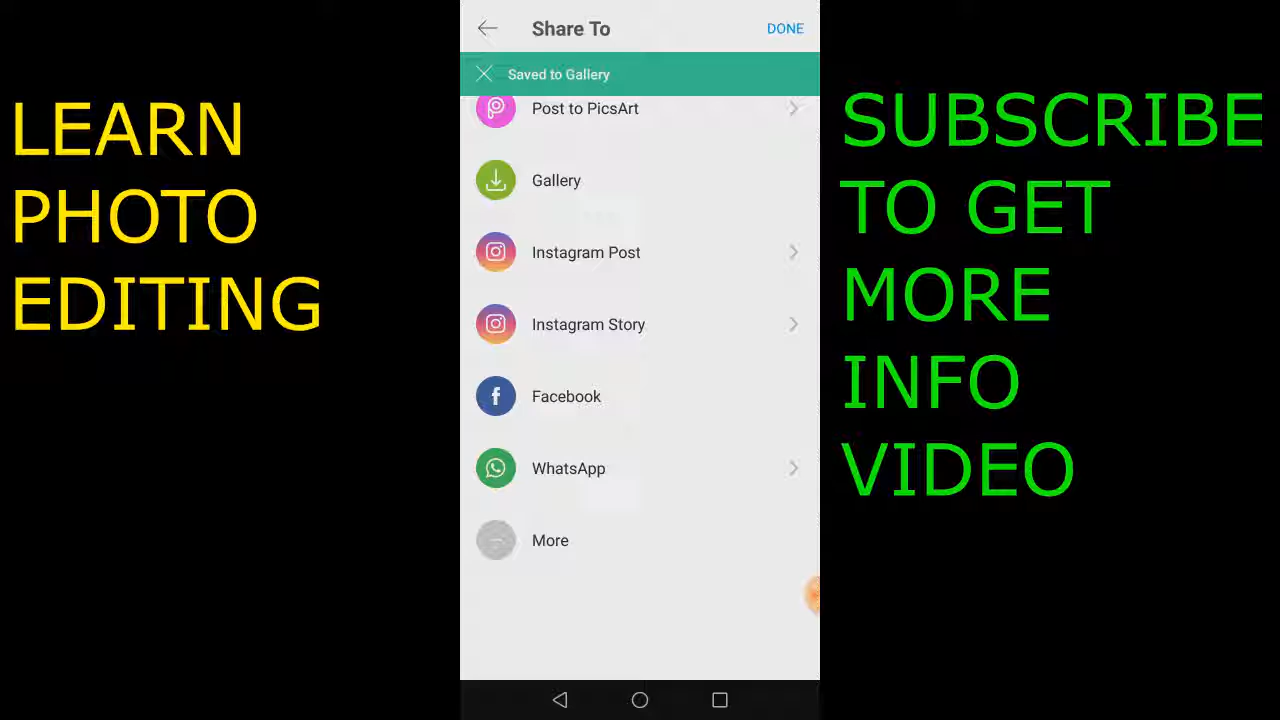 LEARN
PHOTO
EDITING
Share To
DONE
Saved to Gallery
Post to PicsArt
Gallery
Instagram Post
Instagram Story
Facebook
WhatsApp
More
SUBSCRIBE
TO GET
MORE
INFO
VIDEO